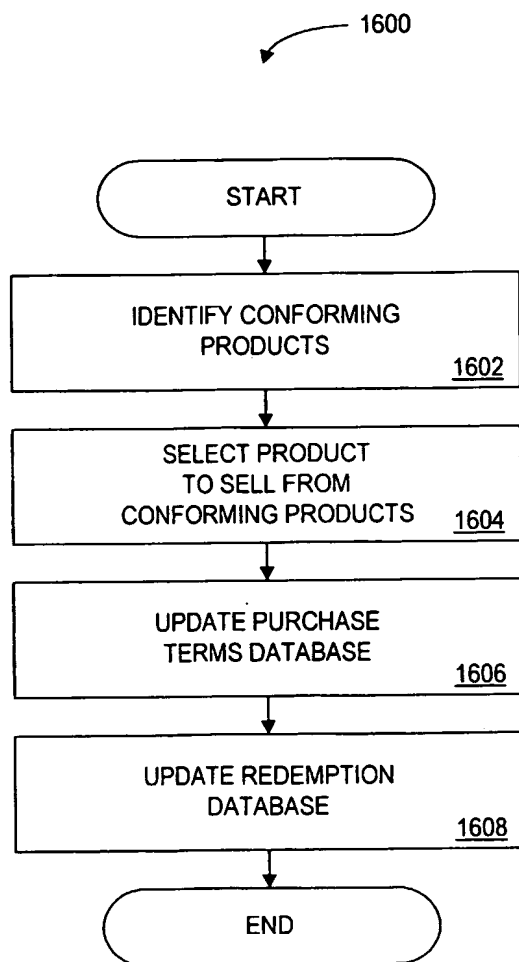 1600
START
IDENTIFY CONFORMING
PRODUCTS
1602
SELECT PRODUCT
TO SELL FROM
CONFORMING PRODUCTS
1604
UPDATE PURCHASE
TERMS DATABASE
1606
UPDATE REDEMPTION
DATABASE
1608
END